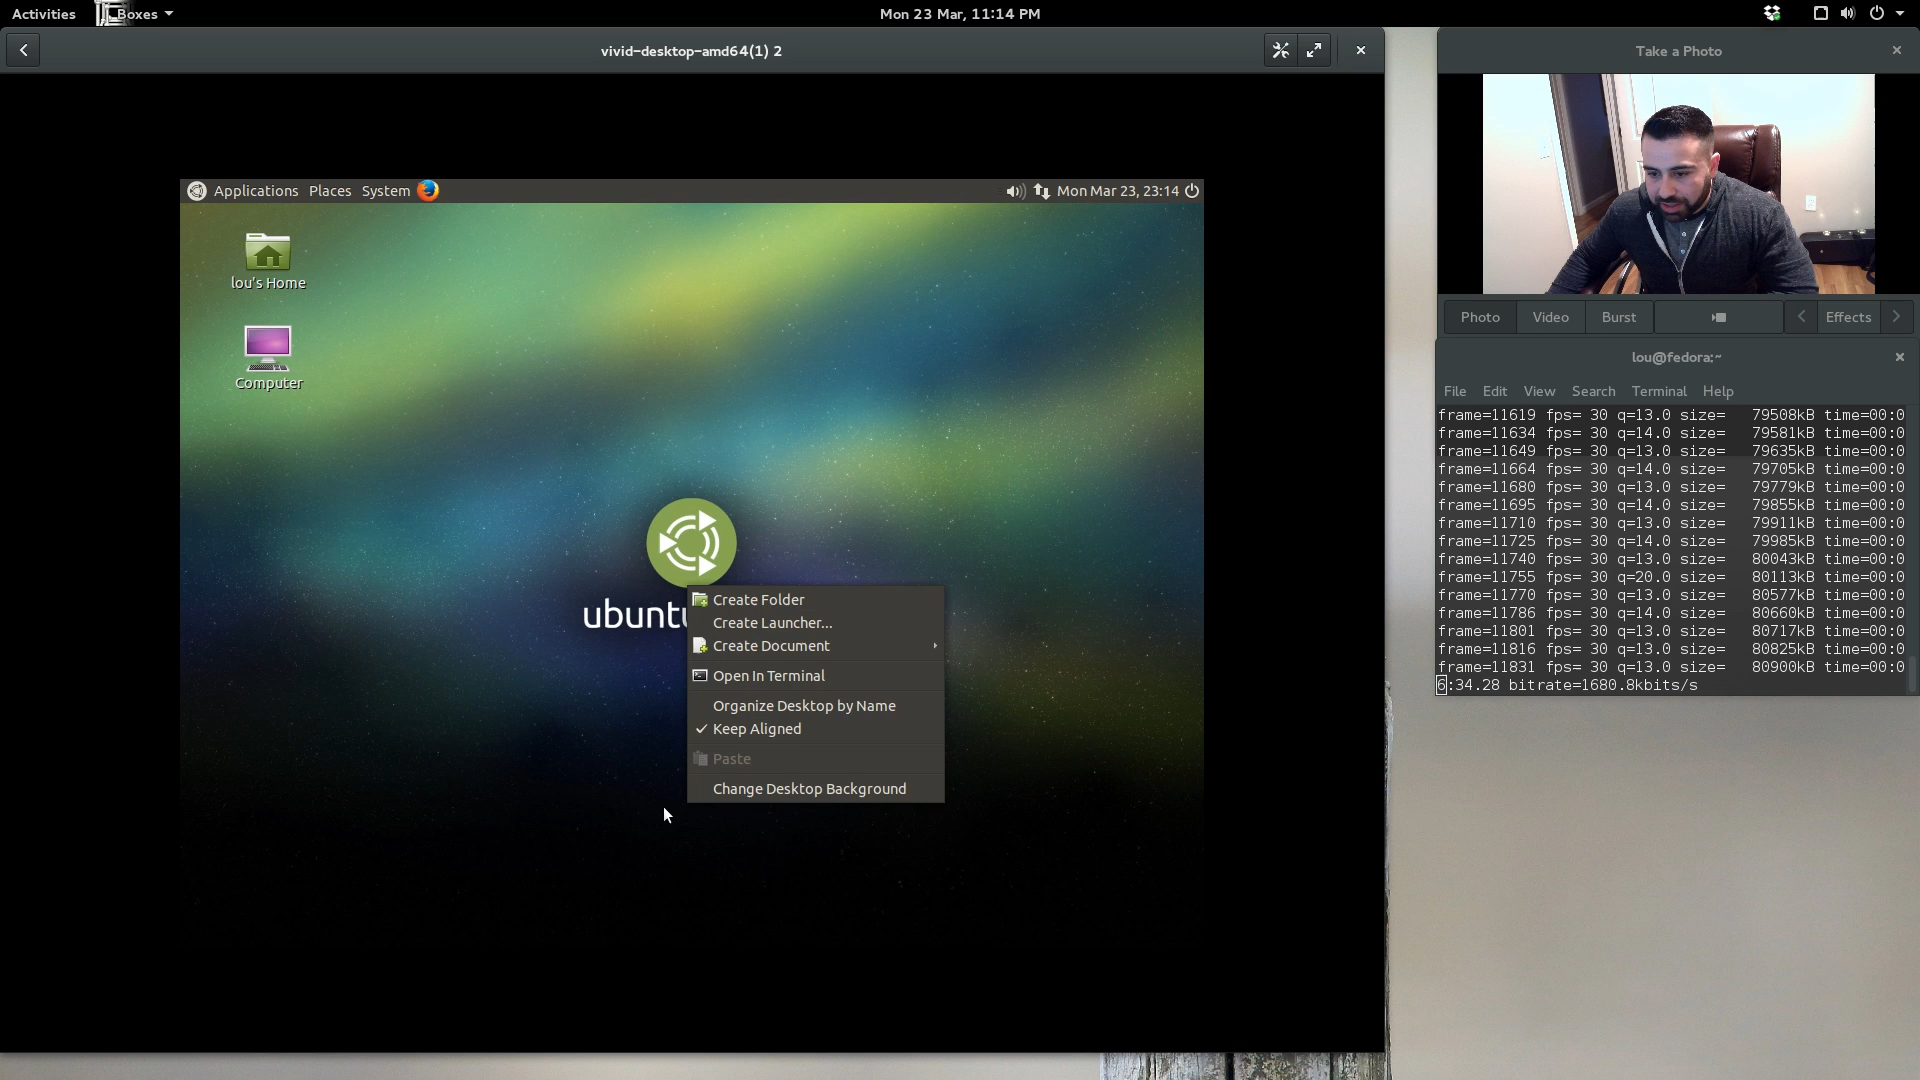 Activities
Boxes
Mon 23 Mar, 11:14 PM
vivid-desktop-amd64(1) 2
Take a Photo
Applications Places System
Mon Mar 23, 23:14
lou's Home
Computer
Create Folder
Create Launcher...
Create Document
Open In Terminal
Organize Desktop by Name
Keep Aligned
Paste
Change Desktop Background
Photo Video Burst Effects
lou@fedora:~
File Edit View Search Terminal Help
frame=11619 fps= 30 q=13.0 size=   79508kB time=00:0
frame=11634 fps= 30 q=14.0 size=   79581kB time=00:0
frame=11649 fps= 30 q=13.0 size=   79635kB time=00:0
frame=11664 fps= 30 q=14.0 size=   79705kB time=00:0
frame=11680 fps= 30 q=13.0 size=   79779kB time=00:0
frame=11695 fps= 30 q=14.0 size=   79855kB time=00:0
frame=11710 fps= 30 q=13.0 size=   79911kB time=00:0
frame=11725 fps= 30 q=14.0 size=   79985kB time=00:0
frame=11740 fps= 30 q=13.0 size=   80043kB time=00:0
frame=11755 fps= 30 q=20.0 size=   80113kB time=00:0
frame=11770 fps= 30 q=13.0 size=   80577kB time=00:0
frame=11786 fps= 30 q=14.0 size=   80660kB time=00:0
frame=11801 fps= 30 q=13.0 size=   80717kB time=00:0
frame=11816 fps= 30 q=13.0 size=   80825kB time=00:0
frame=11831 fps= 30 q=13.0 size=   80900kB time=00:0
6:34.28 bitrate=1680.8kbits/s